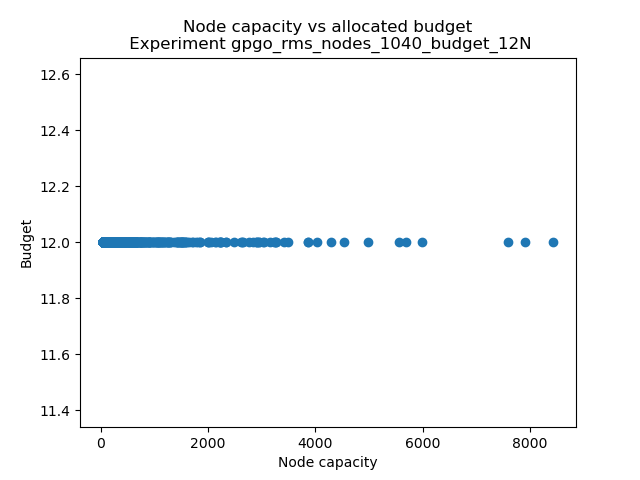 Node capacity vs allocated budget
Experiment gpgo_rms_nodes_1040_budget_12N
12.6
12.4
12.2
12.0
11.8
11.6
11.4
Budget
0 2000 4000 6000 8000
Node capacity